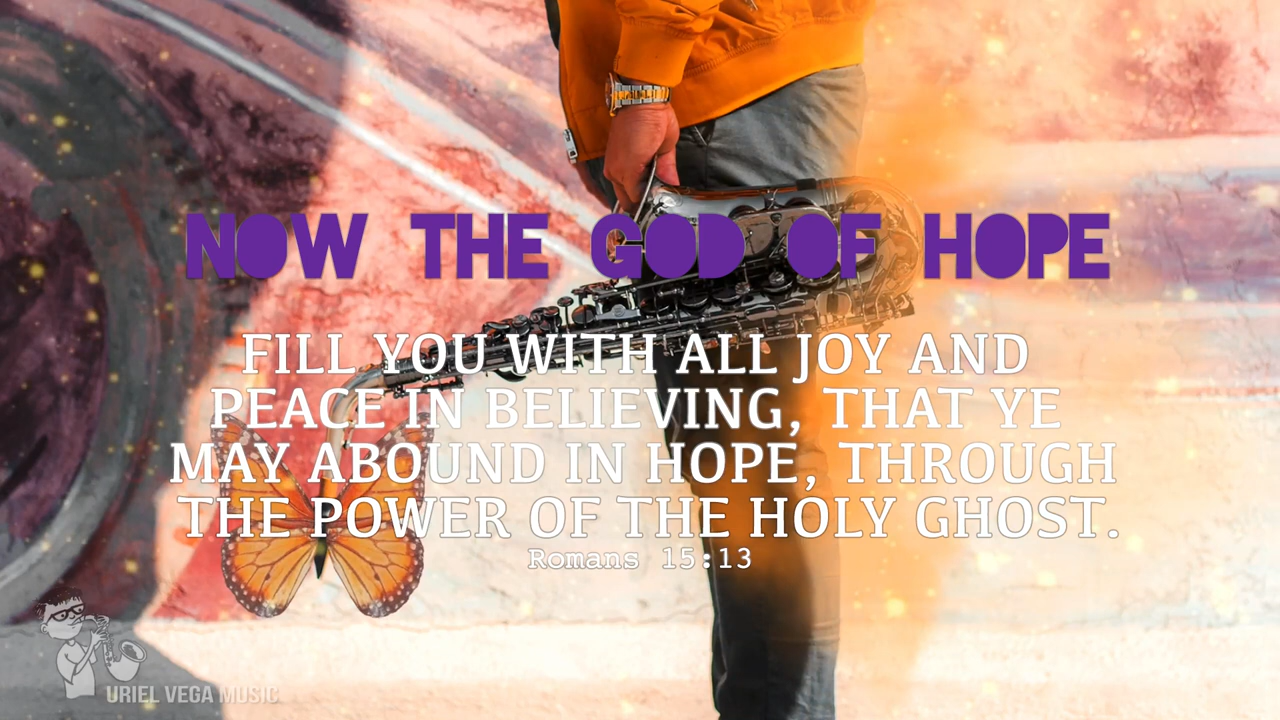 NOW THE GOD OF HOPE
FILL YOU WITH ALL JOY AND
PEACE IN BELIEVING, THAT YE
MAY ABOUND IN HOPE, THROUGH
THE POWER OF THE HOLY GHOST.
Romans 15:13
URIEL VEGA MUSIC